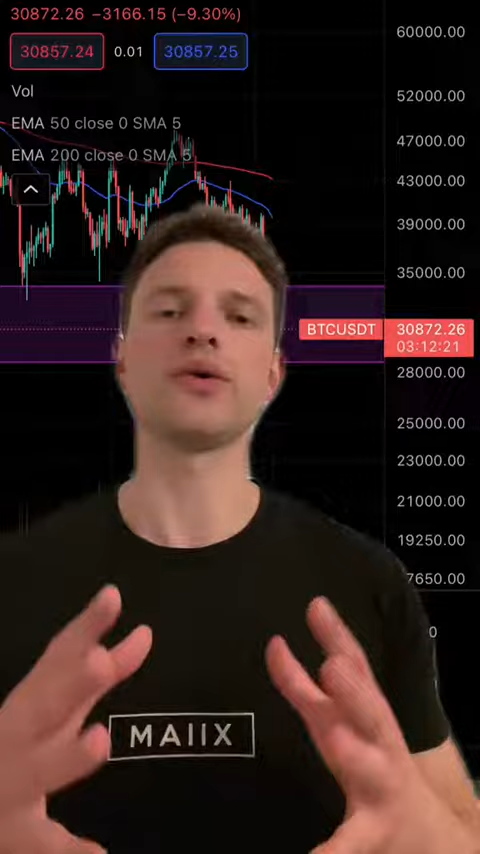 30872.26 −3166.15 (−9.30%)
30857.24 0.01 30857.25
Vol
EMA 50 close 0 SMA 5
EMA 200 close 0 SMA 5
60000.00
52000.00
47000.00
43000.00
39000.00
35000.00
BTCUSDT 30872.26
03:12:21
28000.00
25000.00
23000.00
21000.00
19250.00
7650.00
0
MAIIX